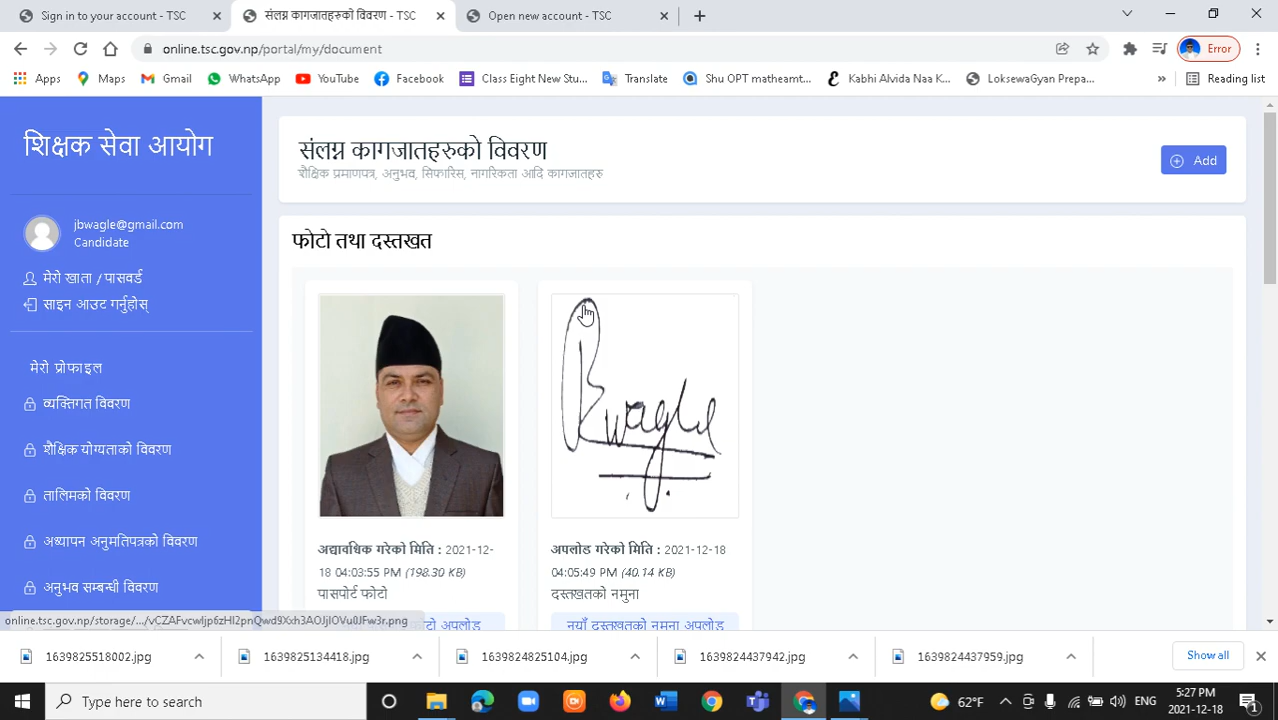 Sign in to your account - TSC
संलग्न कागजातहरुको विवरण - TSC
Open new account - TSC
online.tsc.gov.np/portal/my/document
Error
Apps
Maps
Gmail
WhatsApp
YouTube
Facebook
Class Eight New Stu...
Translate
SHI OPT matheamt...
Kabhi Alvida Naa K...
LoksewaGyan Prepa...
»
Reading list
शिक्षक सेवा आयोग
jbwagle@gmail.com
Candidate
मेरो खाता / पासवर्ड
साइन आउट गर्नुहोस्
मेरो प्रोफाइल
व्यक्तिगत विवरण
शैक्षिक योग्यताको विवरण
तालिमको विवरण
अध्यापन अनुमतिपत्रको विवरण
अनुभव सम्बन्धी विवरण
संलग्न कागजातहरुको विवरण
शैक्षिक प्रमाणपत्र, अनुभव, सिफारिस, नागरिकता आदि कागजातहरु
Add
फोटो तथा दस्तखत
अद्यावधिक गरेको मिति : 2021-12-
18 04:03:55 PM (198.30 KB)
पासपोर्ट फोटो
फोटो अपलोड
wagle
अपलोड गरेको मिति : 2021-12-18
04:05:49 PM (40.14 KB)
दस्तखतको नमुना
नयाँ दस्तखतको नमुना अपलोड
1639825518002.jpg
1639825134418.jpg
1639824825104.jpg
1639824437942.jpg
1639824437959.jpg
Show all
Type here to search
62°F
ENG
5:27 PM
2021-12-18
1